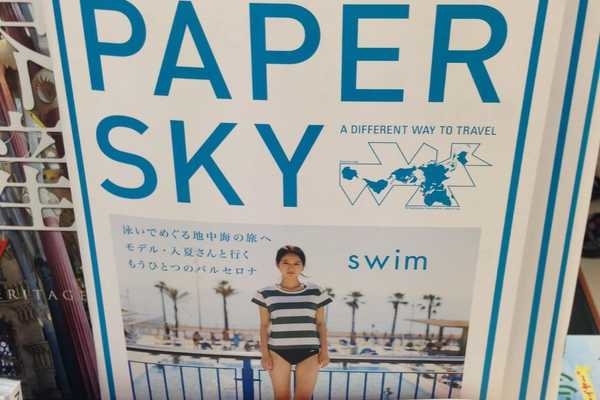 PAPER
SKY
A DIFFERENT WAY TO TRAVEL
泳いでめぐる地中海の旅へ
モデル・入夏さんと行く
もうひとつのバルセロナ
swim
ERITAGE